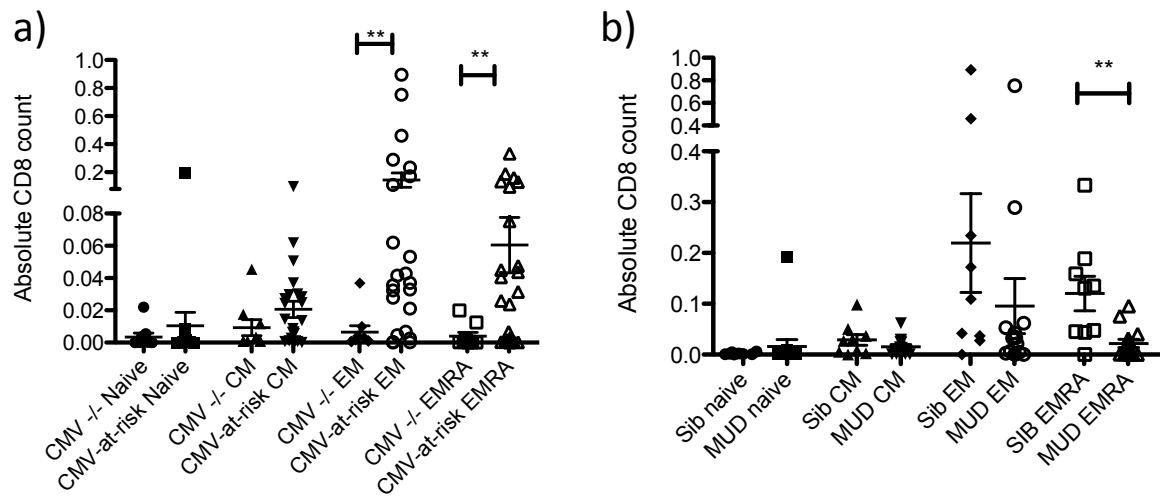 a)
**
**
Absolute CD8 count
1.0
0.8
0.6
0.4
0.2
0.08
0.06
0.04
0.02
0.00
CMV -/- Naive
CMV-at-risk Naive
CMV -/- CM
CMV-at-risk CM
CMV -/- EM
CMV-at-risk EM
CMV -/- EMRA
CMV-at-risk EMRA
b)
**
Absolute CD8 count
1.0
0.8
0.6
0.4
0.4
0.3
0.2
0.1
0.0
Sib naive
MUD naive
Sib CM
MUD CM
Sib EM
MUD EM
SIB EMRA
MUD EMRA